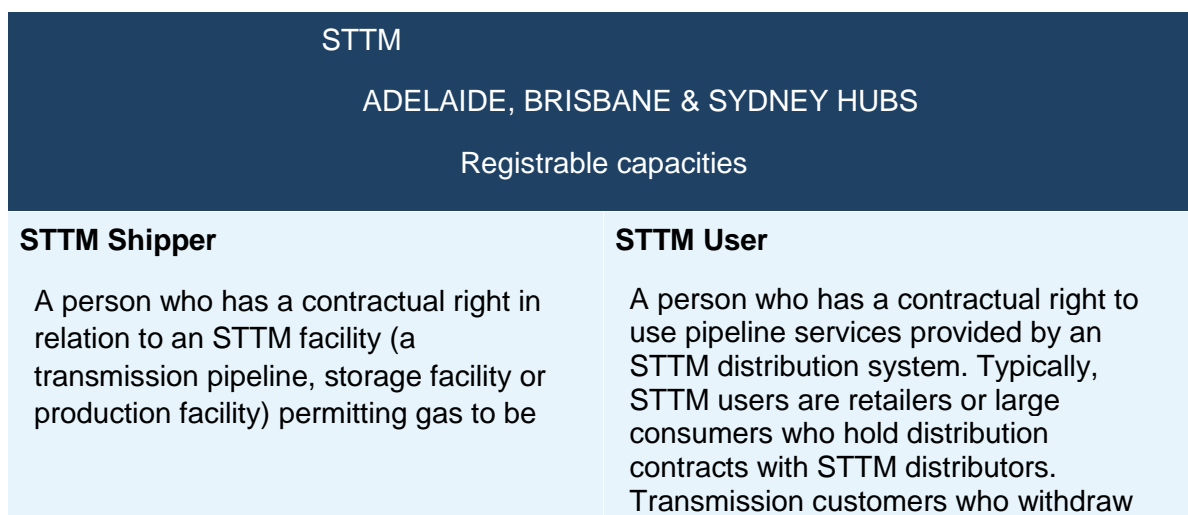 STTM
ADELAIDE, BRISBANE & SYDNEY HUBS
Registrable capacities
STTM Shipper
A person who has a contractual right in
relation to an STTM facility (a
transmission pipeline, storage facility or
production facility) permitting gas to be
STTM User
A person who has a contractual right to
use pipeline services provided by an
STTM distribution system. Typically,
STTM users are retailers or large
consumers who hold distribution
contracts with STTM distributors.
Transmission customers who withdraw